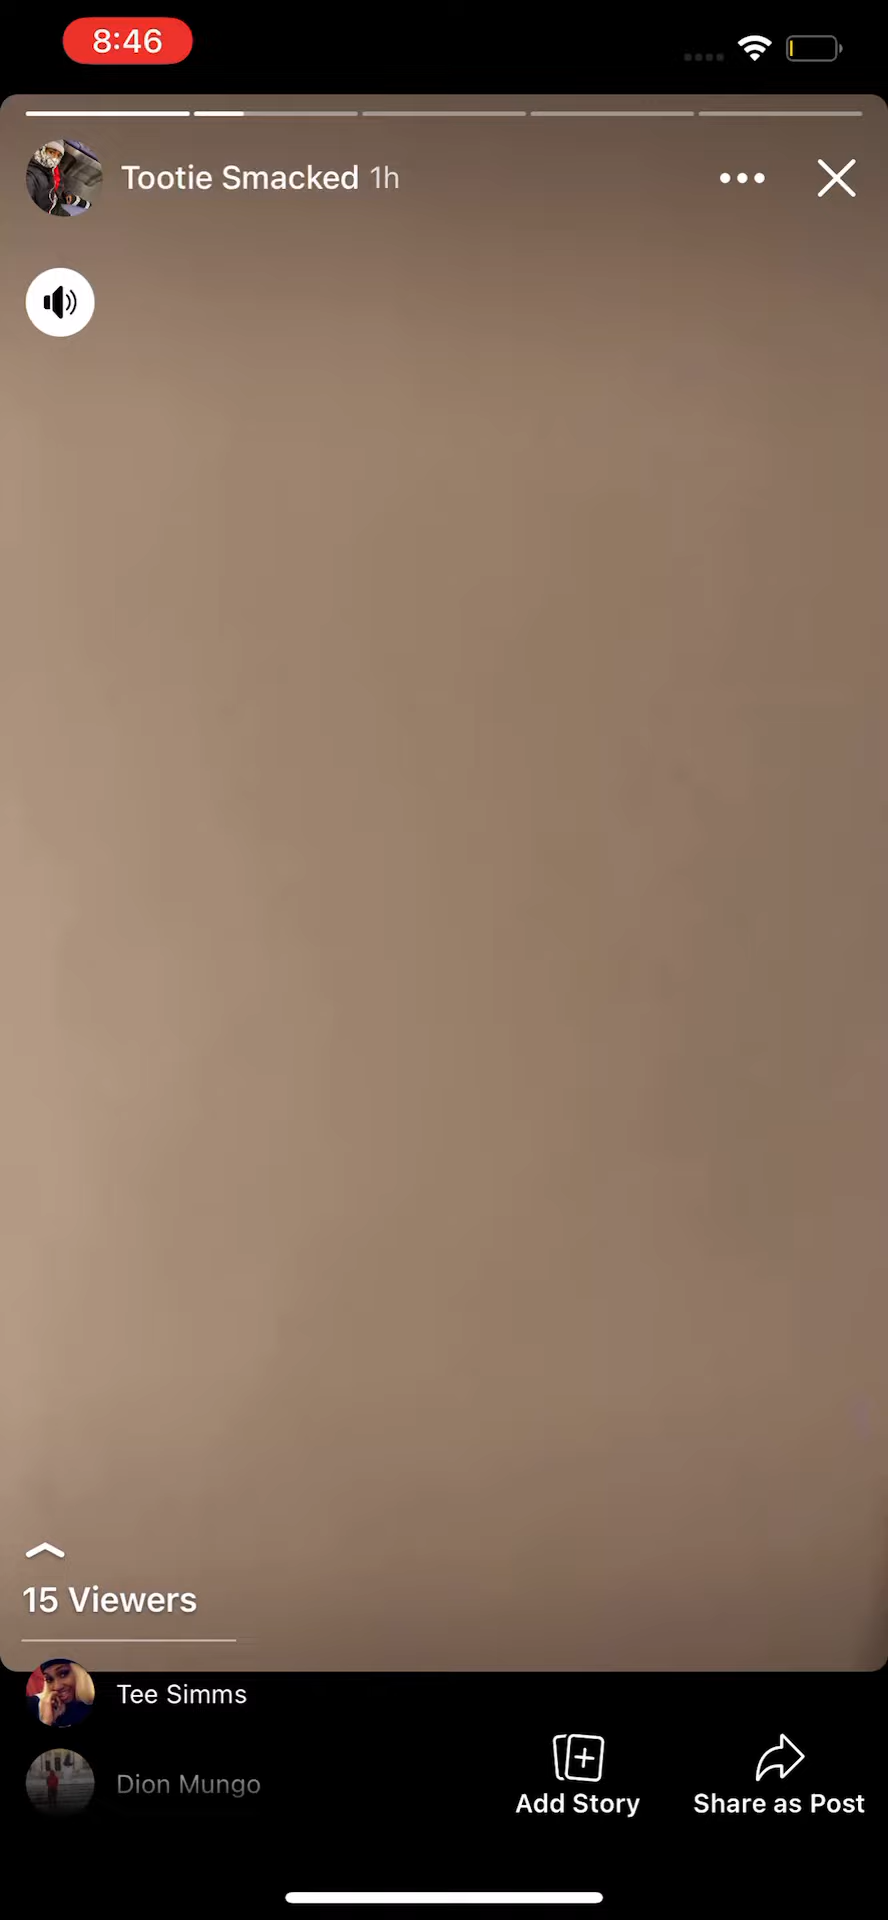 8:46
Tootie Smacked 1h
15 Viewers
Tee Simms
Dion Mungo
Add Story
Share as Post